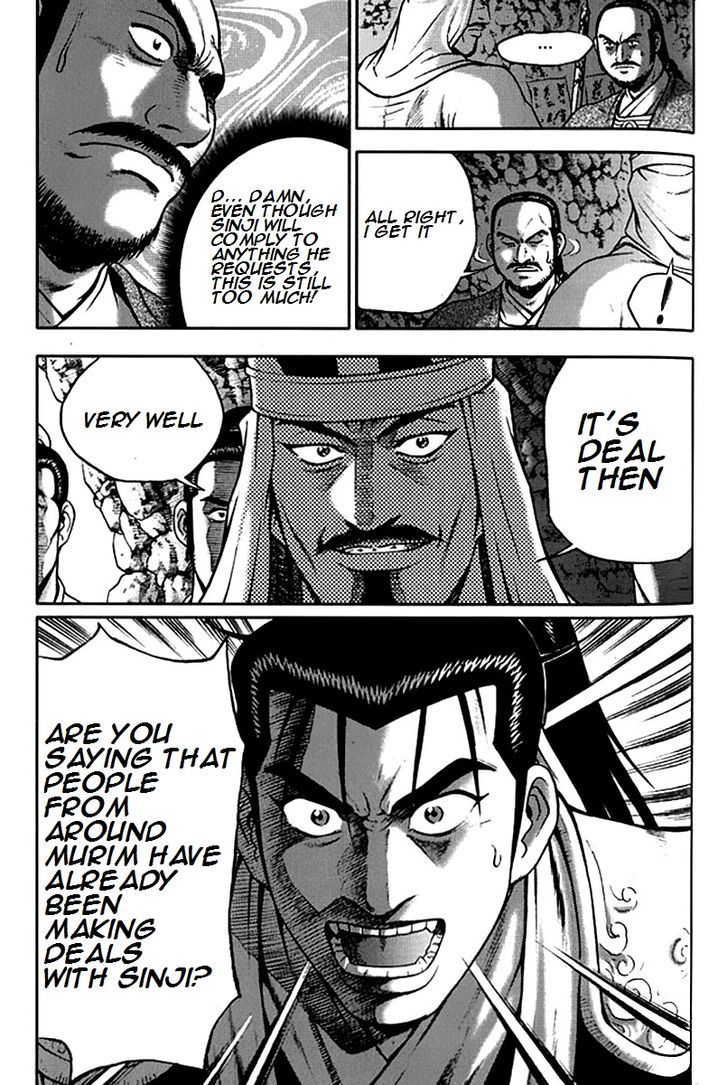 D... DAMN,
EVEN THOUGH
SINJI WILL
COMPLY TO
ANYTHING HE
REQUESTS,
THIS IS STILL
TOO MUCH!
...
ALL RIGHT,
I GET IT
!
VERY WELL
IT'S
DEAL
THEN
ARE YOU
SAYING THAT
PEOPLE
FROM
AROUND
MURIM HAVE
ALREADY
BEEN
MAKING
DEALS
WITH SINJI?